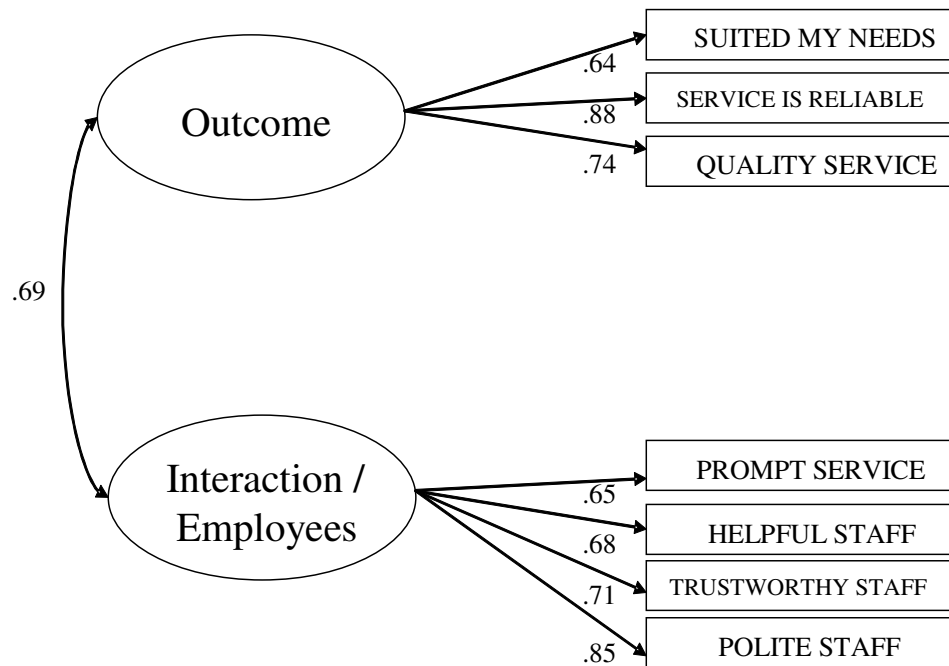 Outcome
.64
SUITED MY NEEDS
.88
SERVICE IS RELIABLE
.74
QUALITY SERVICE
.69
Interaction /
Employees
.65
PROMPT SERVICE
.68
HELPFUL STAFF
.71
TRUSTWORTHY STAFF
.85
POLITE STAFF